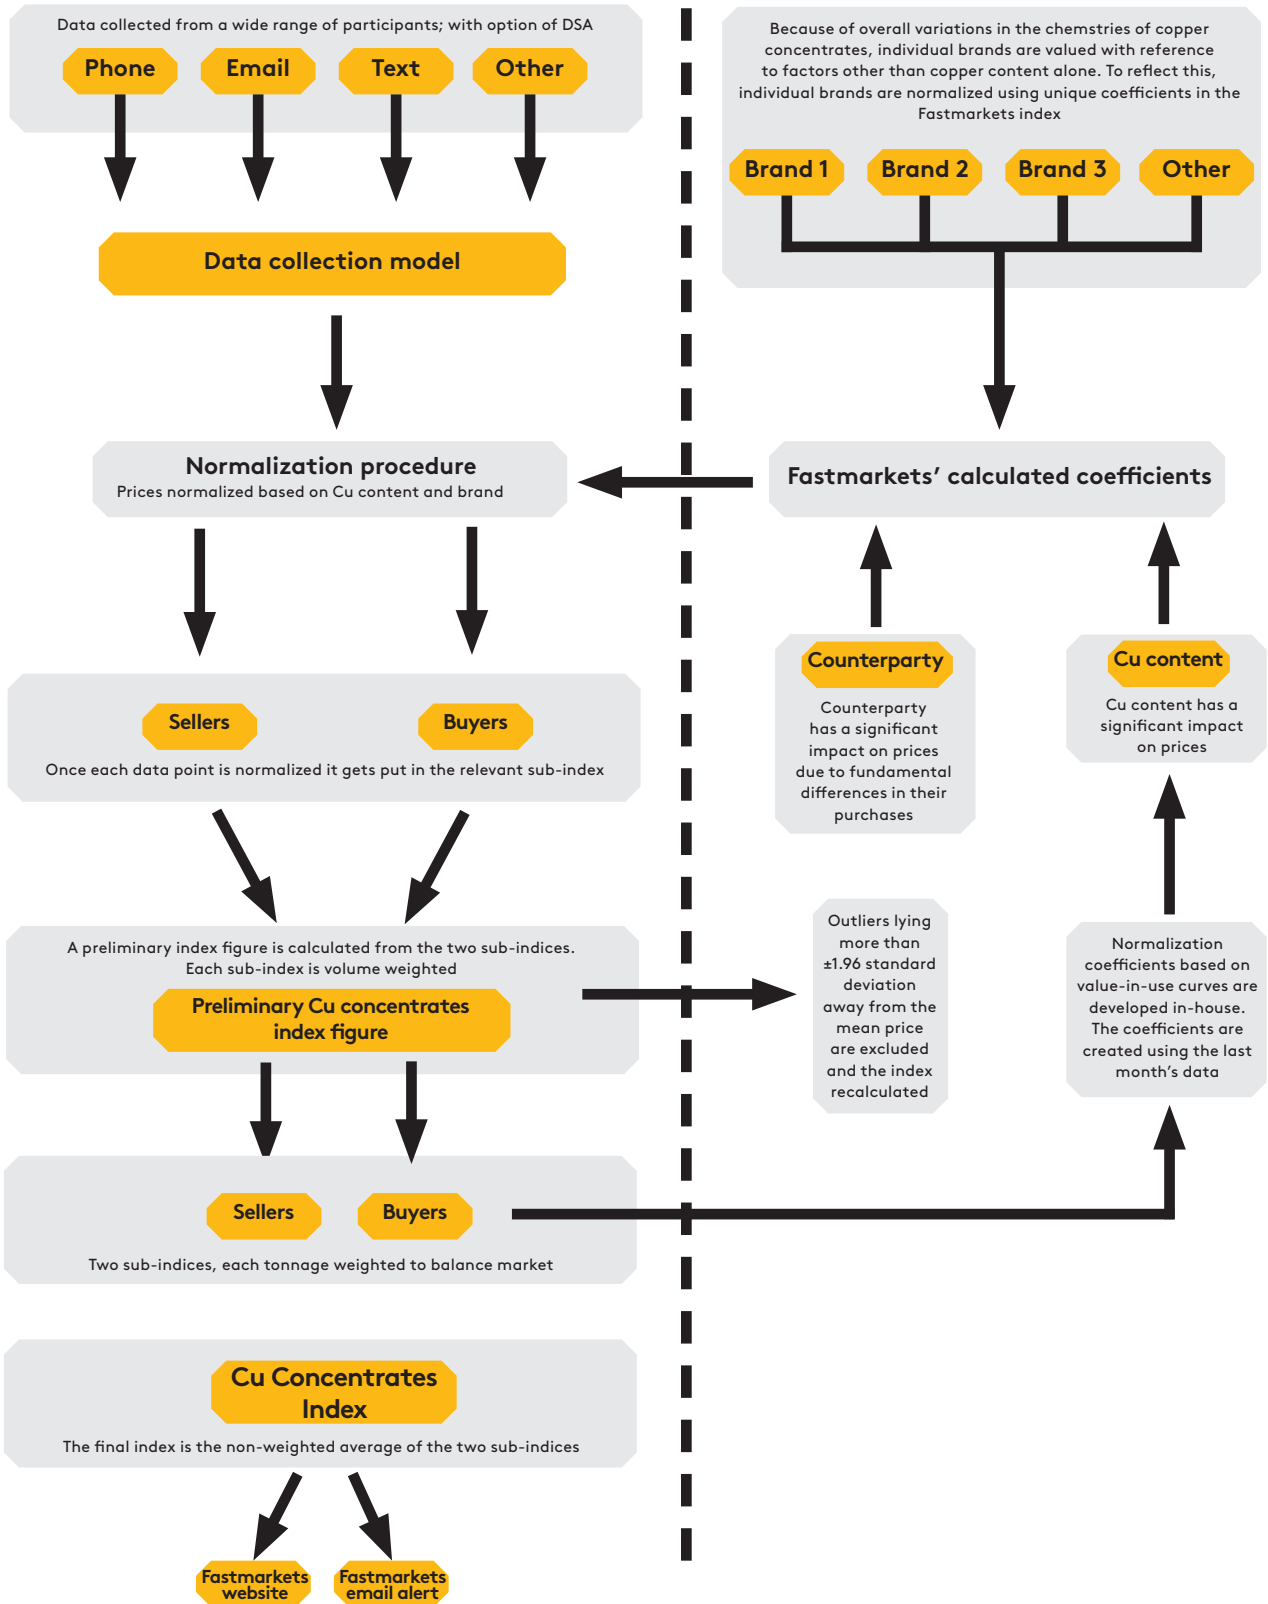 Data collected from a wide range of participants; with option of DSA
Phone
Email
Text
Other
Data collection model
Normalization procedure
Prices normalized based on Cu content and brand
Sellers
Buyers
Once each data point is normalized it gets put in the relevant sub-index
A preliminary index figure is calculated from the two sub-indices.
Each sub-index is volume weighted
Preliminary Cu concentrates
index figure
Sellers
Buyers
Two sub-indices, each tonnage weighted to balance market
Cu Concentrates
Index
The final index is the non-weighted average of the two sub-indices
Fastmarkets
website
Fastmarkets
email alert
Because of overall variations in the chemstries of copper
concentrates, individual brands are valued with reference
to factors other than copper content alone. To reflect this,
individual brands are normalized using unique coefficients in the
Fastmarkets index
Brand 1
Brand 2
Brand 3
Other
Fastmarkets’ calculated coefficients
Counterparty
Counterparty
has a significant
impact on prices
due to fundamental
differences in their
purchases
Cu content
Cu content has a
significant impact
on prices
Outliers lying
more than
±1.96 standard
deviation
away from the
mean price
are excluded
and the index
recalculated
Normalization
coefficients based on
value-in-use curves are
developed in-house.
The coefficients are
created using the last
month’s data